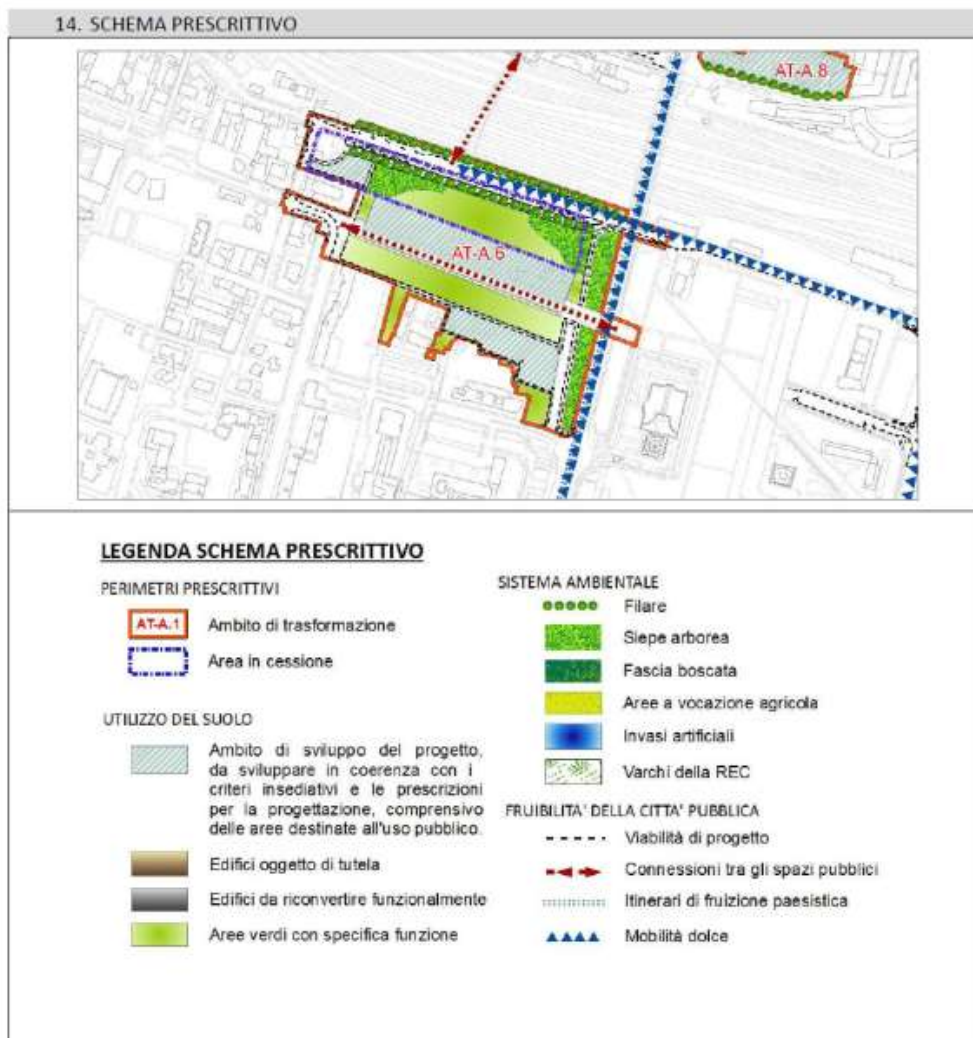 14. SCHEMA PRESCRITTIVO
AT-A.8
AT-A.6
LEGENDA SCHEMA PRESCRITTIVO
PERIMETRI PRESCRITTIVI
AT-A.1
Ambito di trasformazione
Area in cessione
UTILIZZO DEL SUOLO
Ambito di sviluppo del progetto,
da sviluppare in coerenza con i
criteri insediativi e le prescrizioni
per la progettazione, comprensivo
delle aree destinate all'uso pubblico.
Edifici oggetto di tutela
Edifici da riconvertire funzionalmente
Aree verdi con specifica funzione
SISTEMA AMBIENTALE
Filare
Siepe arborea
Fascia boscata
Aree a vocazione agricola
Invasi artificiali
Varchi della REC
FRUIBILITA' DELLA CITTA' PUBBLICA
Viabilità di progetto
Connessioni tra gli spazi pubblici
Itinerari di fruizione paesistica
Mobilità dolce